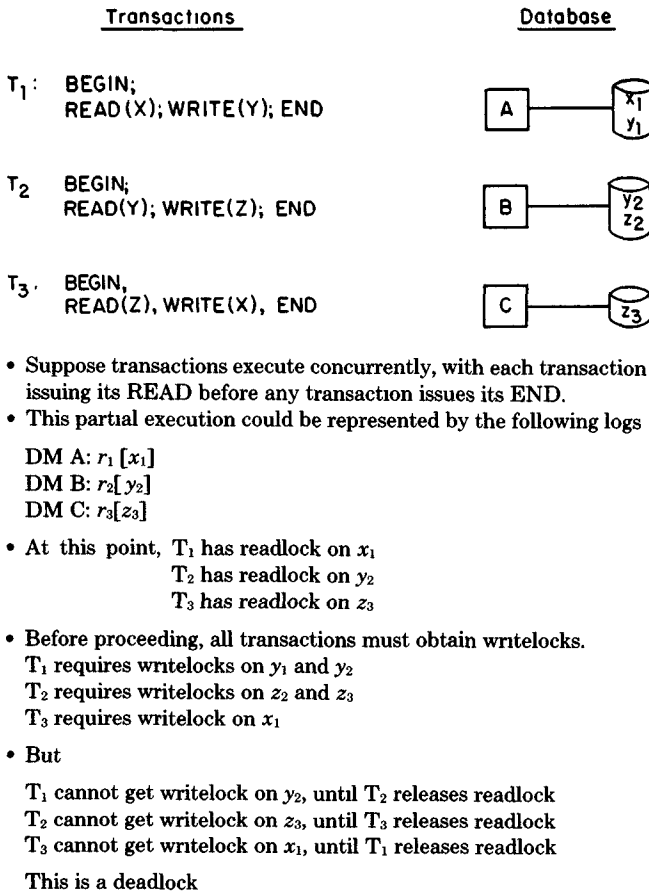 Transactions Database
T1: BEGIN;
READ(X); WRITE(Y); END
A
x1
y1
T2 BEGIN;
READ(Y); WRITE(Z); END
B
y2
z2
T3. BEGIN,
READ(Z), WRITE(X), END
C
z3
• Suppose transactions execute concurrently, with each transaction
issuing its READ before any transaction issues its END.
• This partial execution could be represented by the following logs
DM A: r1 [x1]
DM B: r2[y2]
DM C: r3[z3]
• At this point, T1 has readlock on x1
T2 has readlock on y2
T3 has readlock on z3
• Before proceeding, all transactions must obtain writelocks.
T1 requires writelocks on y1 and y2
T2 requires writelocks on z2 and z3
T3 requires writelock on x1
• But
T1 cannot get writelock on y2, until T2 releases readlock
T2 cannot get writelock on z3, until T3 releases readlock
T3 cannot get writelock on x1, until T1 releases readlock
This is a deadlock